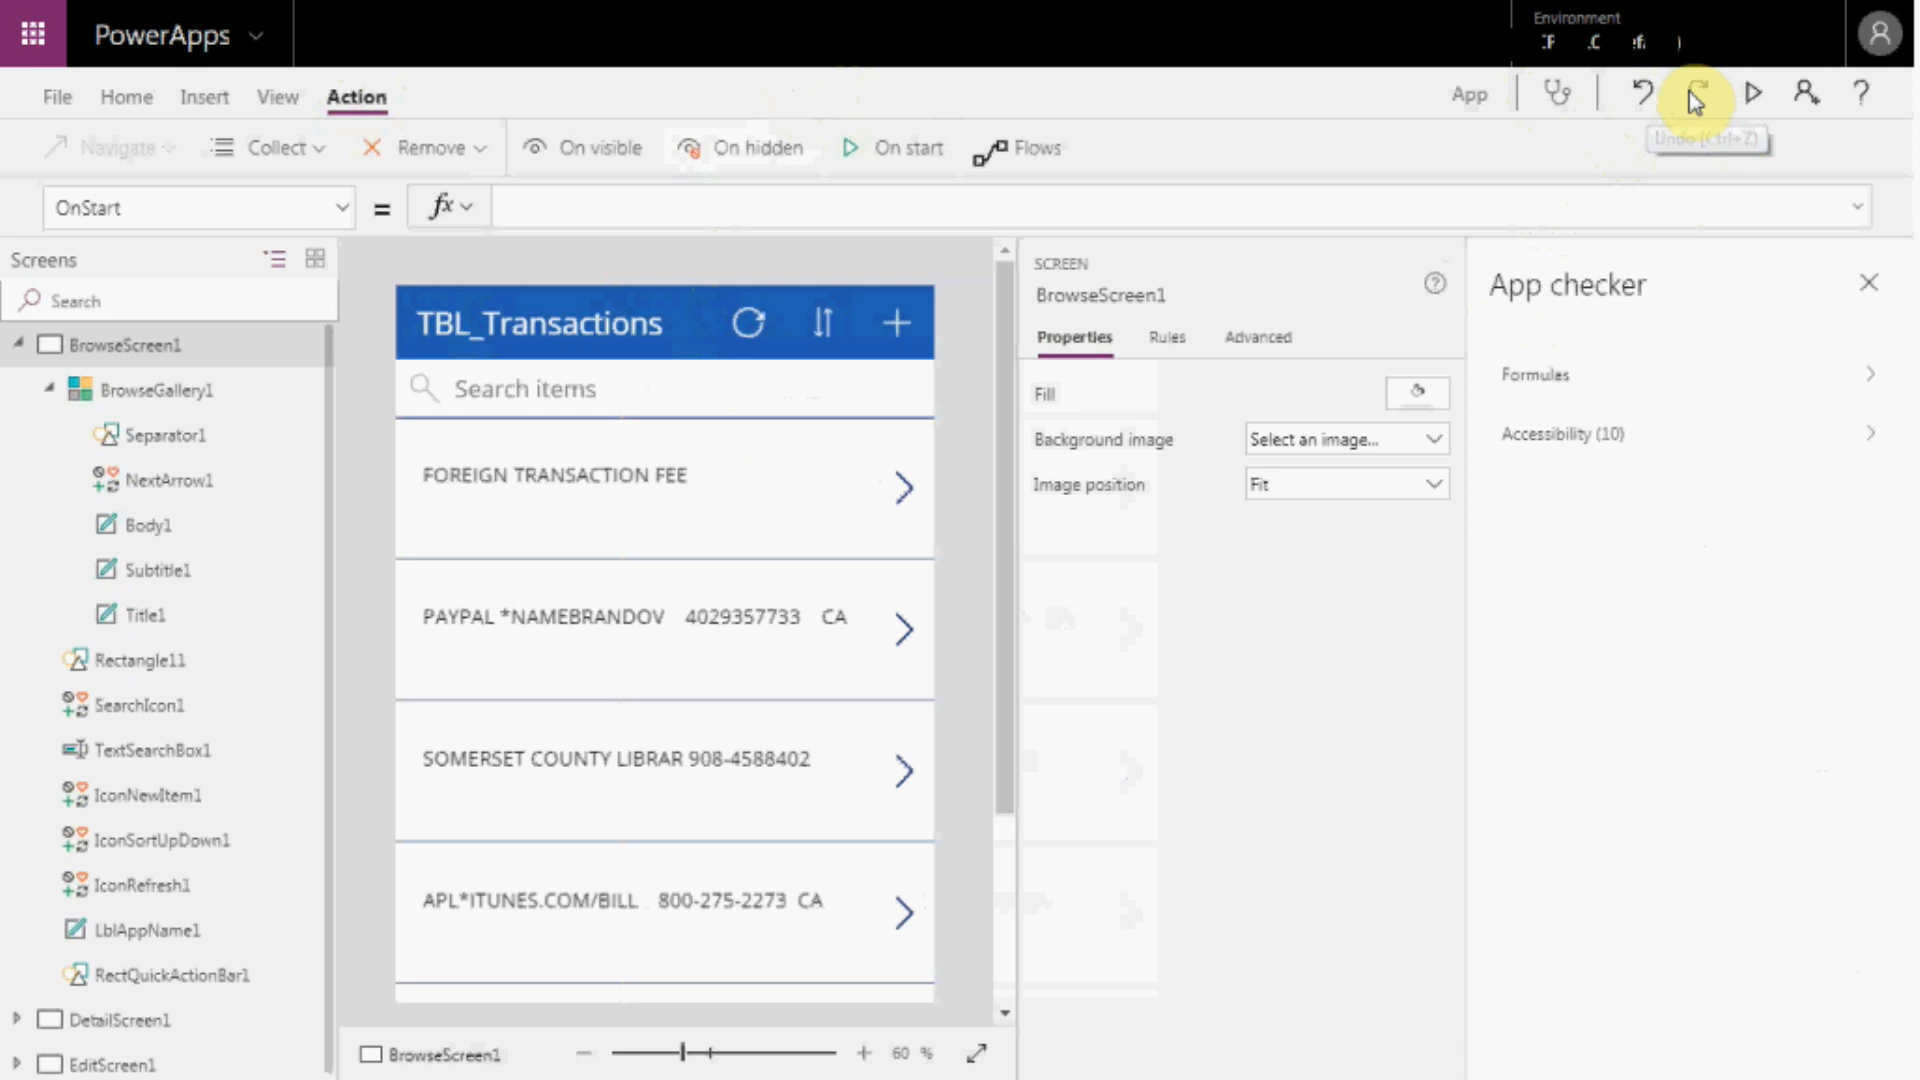 PowerApps
Environment
File Home Insert View Action
App
Navigate Collect Remove On visible On hidden On start Flows
Undo (Ctrl+Z)
OnStart = fx
Screens
Search
BrowseScreen1
BrowseGallery1
Separator1
NextArrow1
Body1
Subtitle1
Title1
Rectangle11
SearchIcon1
TextSearchBox1
IconNewItem1
IconSortUpDown1
IconRefresh1
LblAppName1
RectQuickActionBar1
DetailScreen1
EditScreen1
TBL_Transactions
Search items
FOREIGN TRANSACTION FEE
PAYPAL *NAMEBRANDOV 4029357733 CA
SOMERSET COUNTY LIBRAR 908-4588402
APL*ITUNES.COM/BILL 800-275-2273 CA
BrowseScreen1
60 %
SCREEN
BrowseScreen1
Properties Rules Advanced
Fill
Background image Select an image...
Image position Fit
App checker
Formulas
Accessibility (10)